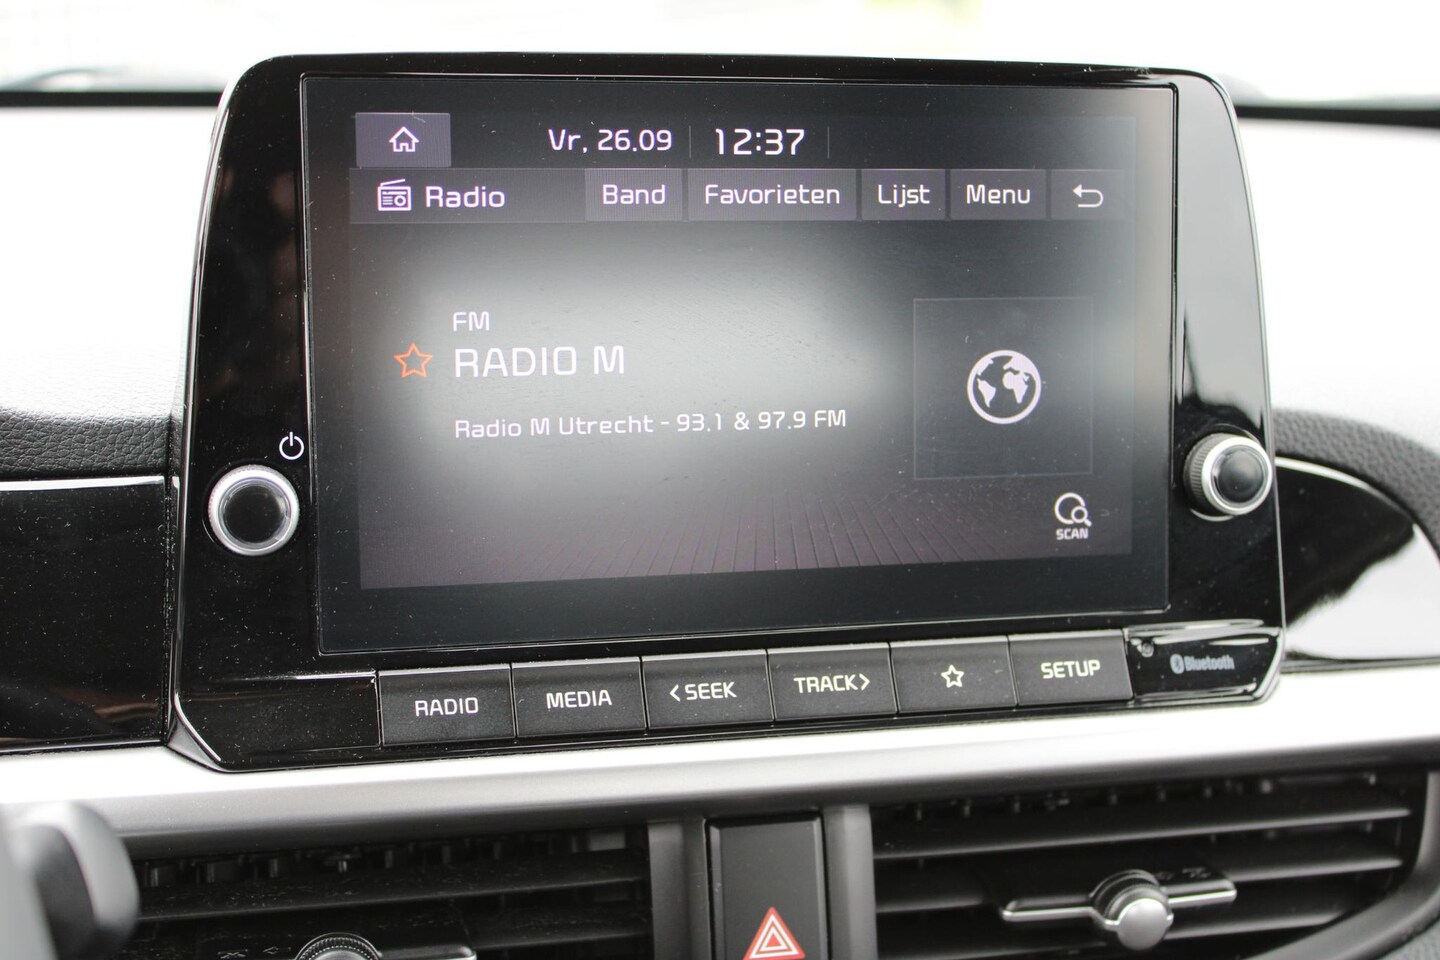 Vr, 26.09 12:37
Radio Band Favorieten Lijst Menu
FM
RADIO M
Radio M Utrecht - 93.1 & 97.9 FM
SCAN
RADIO MEDIA <SEEK TRACK> SETUP Bluetooth